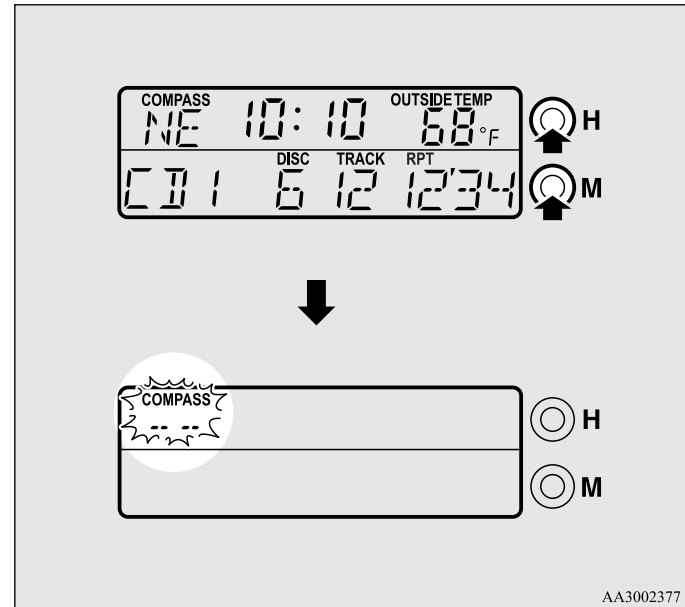 COMPASS OUTSIDE TEMP
NE 10:10 68°F H
DISC TRACK RPT
CD1 6 12 12'34 M
COMPASS
-- -- H
M
AA3002377